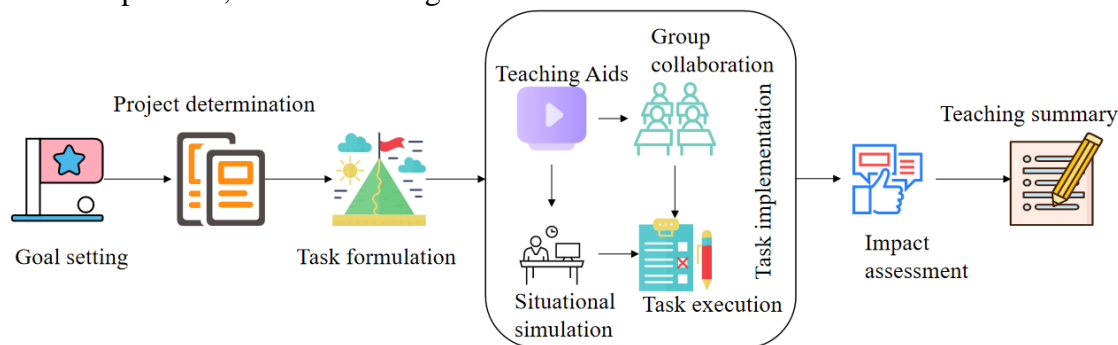 Project determination
Goal setting
Task formulation
Teaching Aids
Group
collaboration
Situational
simulation
Task execution
Task implementation
Impact
assessment
Teaching summary